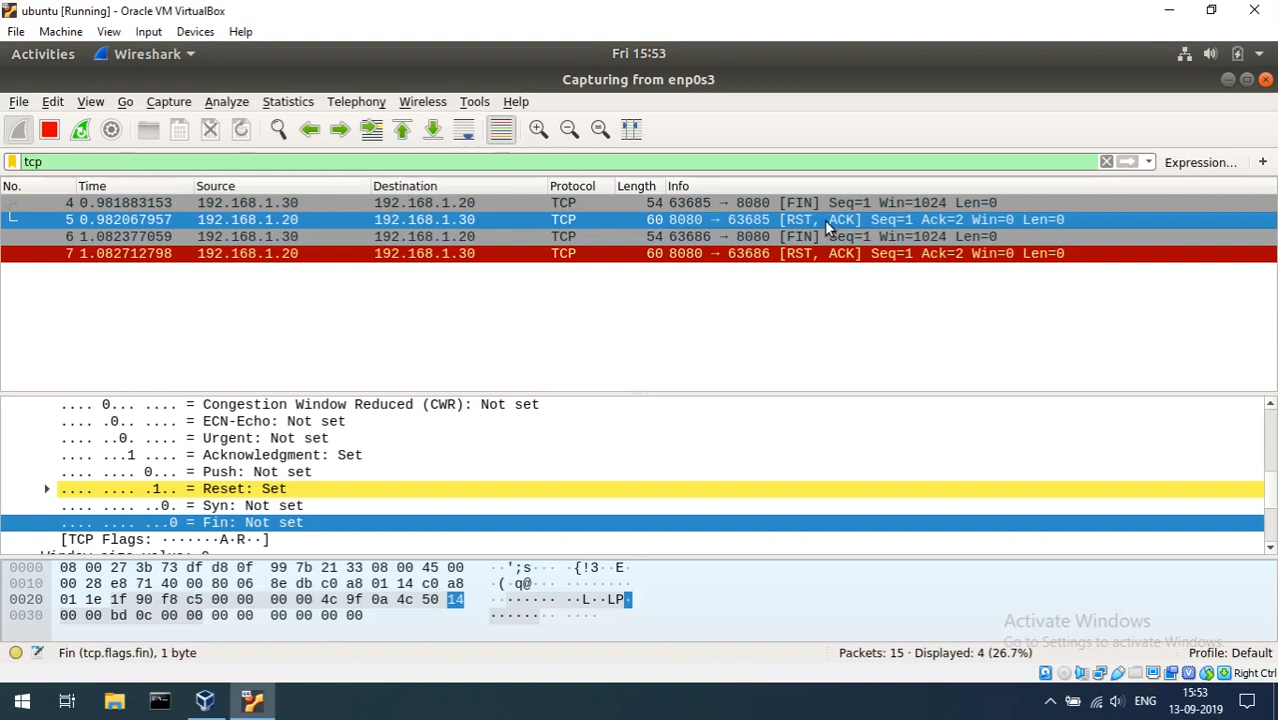 ubuntu [Running] - Oracle VM VirtualBox
File Machine View Input Devices Help
Activities Wireshark Fri 15:53
Capturing from enp0s3
File Edit View Go Capture Analyze Statistics Telephony Wireless Tools Help
tcp Expression... +
No. Time Source Destination Protocol Length Info
4 0.981883153 192.168.1.30 192.168.1.20 TCP 54 63685 → 8080 [FIN] Seq=1 Win=1024 Len=0
5 0.982067957 192.168.1.20 192.168.1.30 TCP 60 8080 → 63685 [RST, ACK] Seq=1 Ack=2 Win=0 Len=0
6 1.082377059 192.168.1.30 192.168.1.20 TCP 54 63686 → 8080 [FIN] Seq=1 Win=1024 Len=0
7 1.082712798 192.168.1.20 192.168.1.30 TCP 60 8080 → 63686 [RST, ACK] Seq=1 Ack=2 Win=0 Len=0
.... 0... .... = Congestion Window Reduced (CWR): Not set
.... .0.. .... = ECN-Echo: Not set
.... ..0. .... = Urgent: Not set
.... ...1 .... = Acknowledgment: Set
.... .... 0... = Push: Not set
.... .... .1.. = Reset: Set
.... .... ..0. = Syn: Not set
.... .... ...0 = Fin: Not set
[TCP Flags: ·······A·R··]
Window size value: 0
0000 08 00 27 3b 73 df d8 0f 99 7b 21 33 08 00 45 00 ··';s··· ·{!3··E·
0010 00 28 e8 71 40 00 80 06 8e db c0 a8 01 14 c0 a8 ·(·q@··· ········
0020 01 1e 1f 90 f8 c5 00 00 00 00 4c 9f 0a 4c 50 14 ········ ··L··LP·
0030 00 00 bd 0c 00 00 00 00 00 00 00 00 ········ ····
Activate Windows
Go to Settings to activate Windows.
Fin (tcp.flags.fin), 1 byte Packets: 15 · Displayed: 4 (26.7%) Profile: Default
Right Ctrl
ENG 15:53
13-09-2019